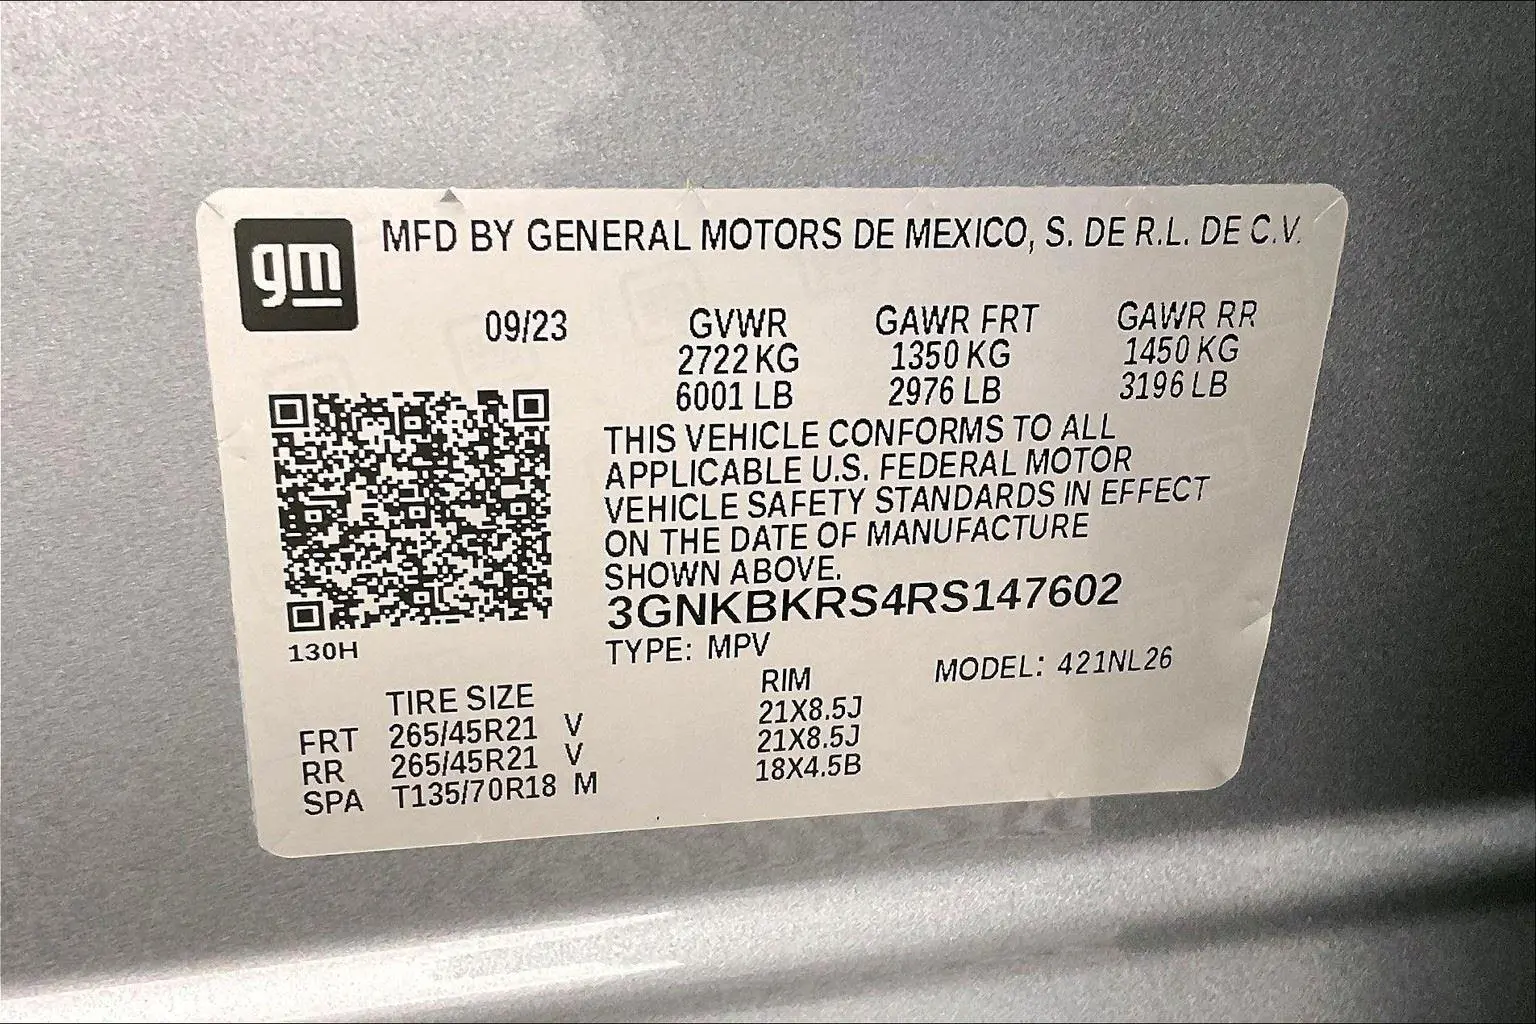 gm
MFD BY GENERAL MOTORS DE MEXICO, S. DE R.L. DE C.V.
09/23 GVWR GAWR FRT GAWR RR
2722 KG 1350 KG 1450 KG
6001 LB 2976 LB 3196 LB
THIS VEHICLE CONFORMS TO ALL
APPLICABLE U.S. FEDERAL MOTOR
VEHICLE SAFETY STANDARDS IN EFFECT
ON THE DATE OF MANUFACTURE
SHOWN ABOVE.
3GNKBKRS4RS147602
130H
TYPE: MPV MODEL: 421NL26
TIRE SIZE RIM
FRT 265/45R21 V 21X8.5J
RR 265/45R21 V 21X8.5J
SPA T135/70R18 M 18X4.5B